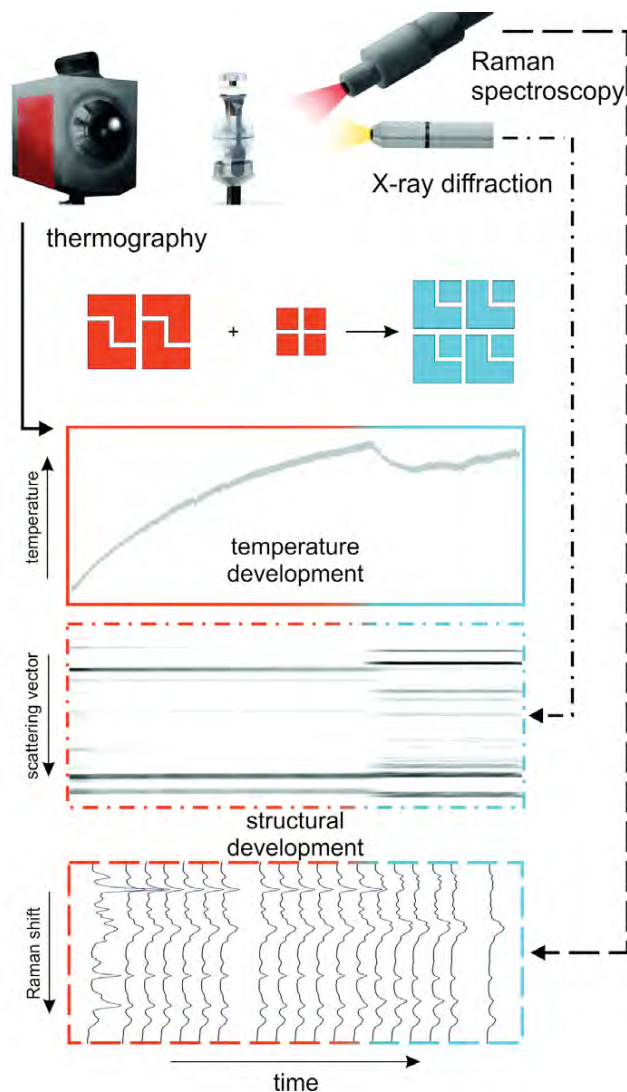 Raman
spectroscopy
X-ray diffraction
thermography
+
temperature
temperature
development
scattering vector
structural
development
Raman shift
time